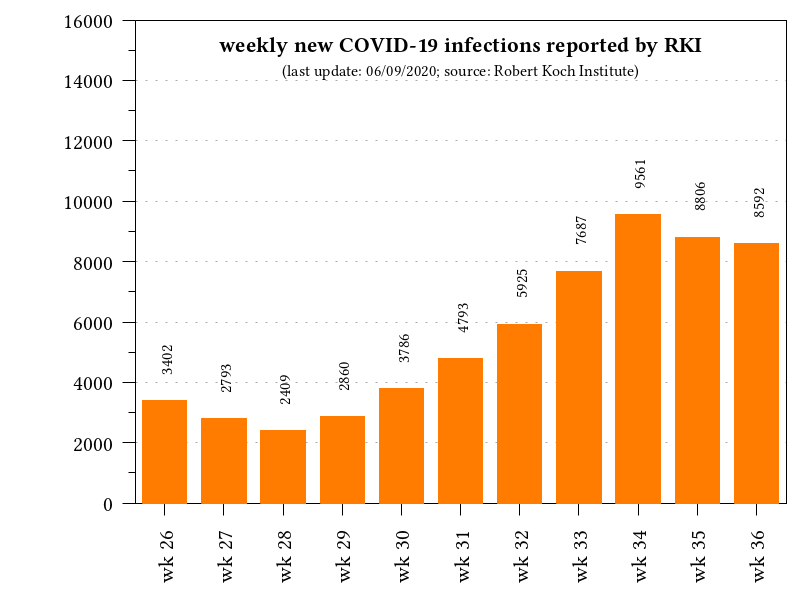 weekly new COVID-19 infections reported by RKI
(last update: 06/09/2020; source: Robert Koch Institute)
16000
14000
12000
10000
8000
6000
4000
2000
0
3402
2793
2409
2860
3786
4793
5925
7687
9561
8806
8592
wk 26
wk 27
wk 28
wk 29
wk 30
wk 31
wk 32
wk 33
wk 34
wk 35
wk 36